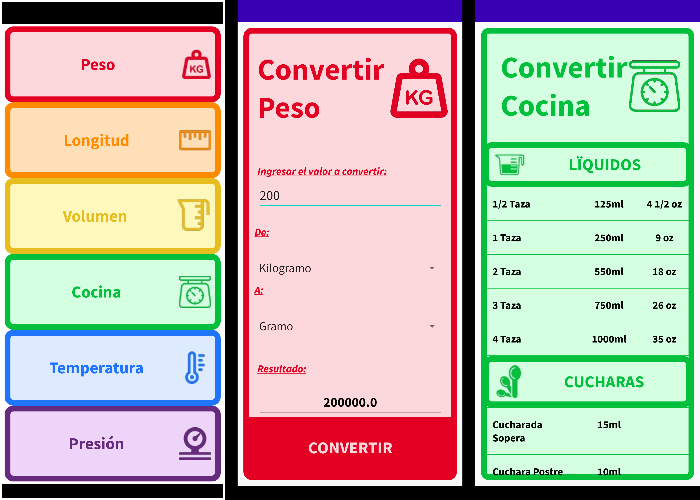 Peso
KG
Longitud
Volumen
Cocina
Temperatura
Presión
Convertir
Peso
KG
Ingresar el valor a convertir:
200
De:
Kilogramo
A:
Gramo
Resultado:
200000.0
CONVERTIR
Convertir
Cocina
LÏQUIDOS
1/2 Taza 125ml 4 1/2 oz
1 Taza 250ml 9 oz
2 Taza 550ml 18 oz
3 Taza 750ml 26 oz
4 Taza 1000ml 35 oz
CUCHARAS
Cucharada 15ml
Sopera
Cuchara Postre 10ml